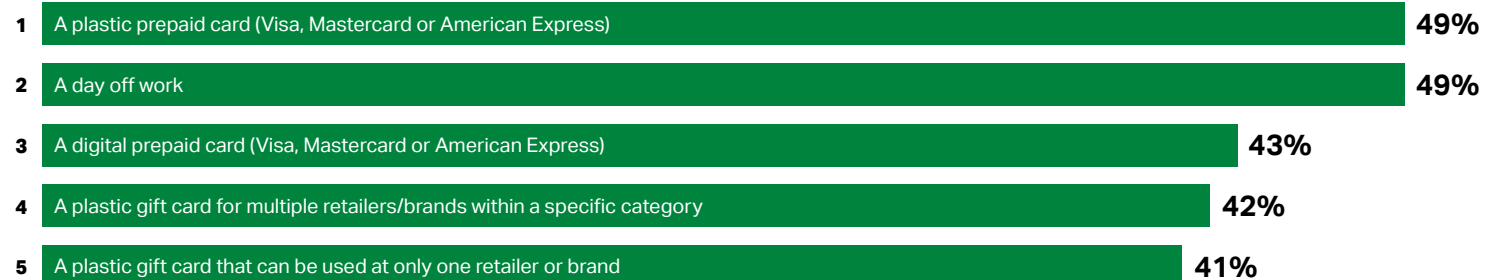 1 A plastic prepaid card (Visa, Mastercard or American Express) 49%
2 A day off work 49%
3 A digital prepaid card (Visa, Mastercard or American Express) 43%
4 A plastic gift card for multiple retailers/brands within a specific category 42%
5 A plastic gift card that can be used at only one retailer or brand 41%